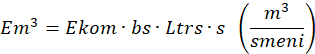 Em³ = Ekom · bs · Ltrs · s (m³/smeni)